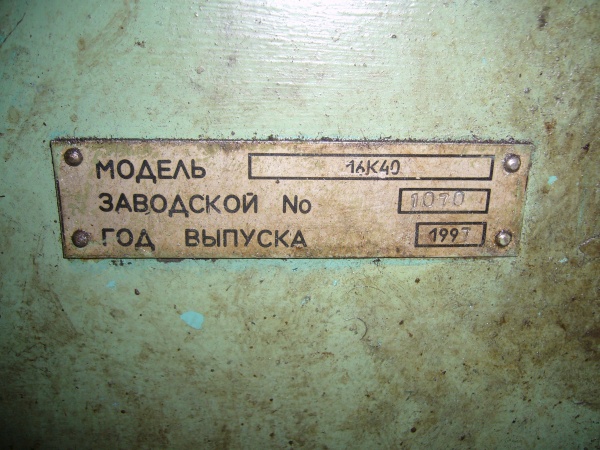 МОДЕЛЬ 16К40
ЗАВОДСКОЙ No 1070
ГОД ВЫПУСКА 1997